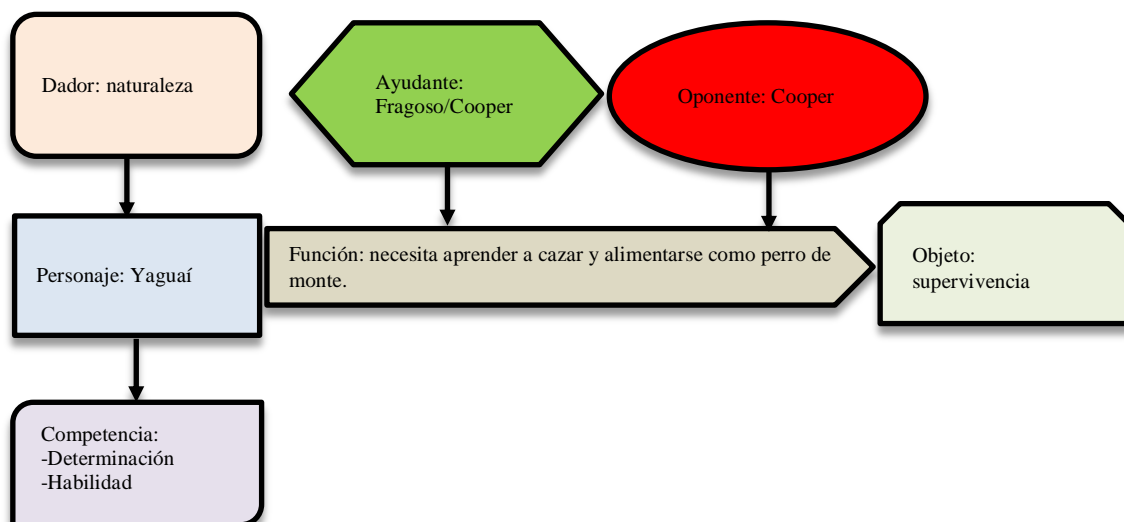 Dador: naturaleza
Ayudante:
Fragoso/Cooper
Oponente: Cooper
Personaje: Yaguaí
Función: necesita aprender a cazar y alimentarse como perro de
monte.
Objeto:
supervivencia
Competencia:
-Determinación
-Habilidad